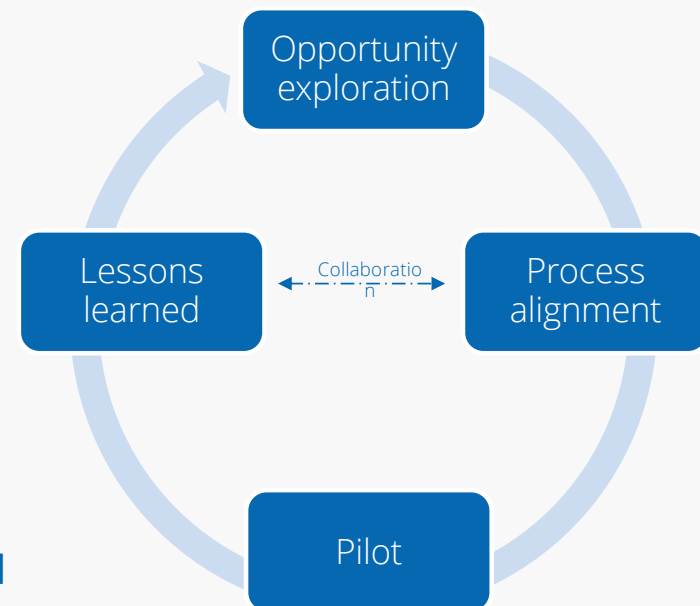 Opportunity
exploration
Lessons
learned
Collaboratio
n
Process
alignment
Pilot